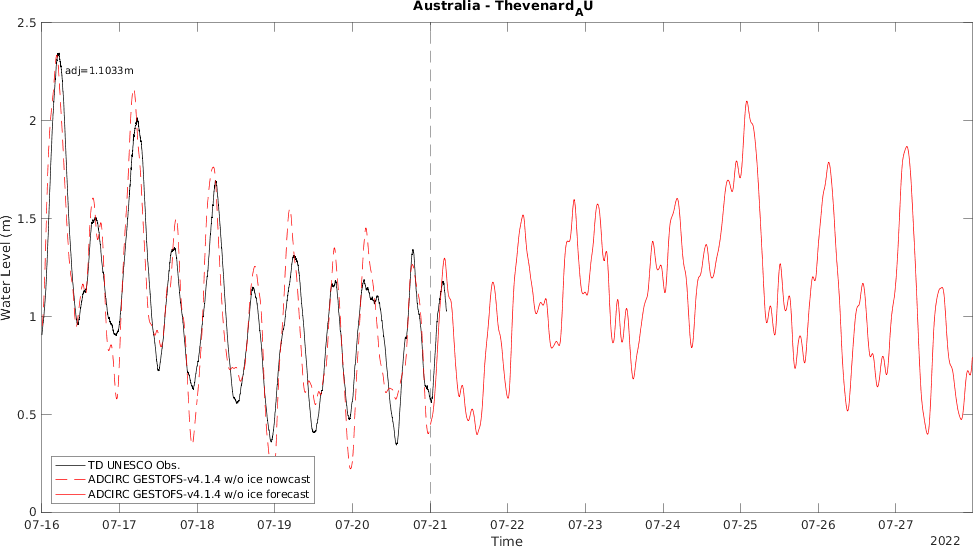 Australia - Thevenard_AU
adj=1.1033m
2.5
2
1.5
1
0.5
0
Water Level (m)
TD UNESCO Obs.
ADCIRC GESTOFS-v4.1.4 w/o ice nowcast
ADCIRC GESTOFS-v4.1.4 w/o ice forecast
07-16 07-17 07-18 07-19 07-20 07-21 07-22 07-23 07-24 07-25 07-26 07-27
Time
2022